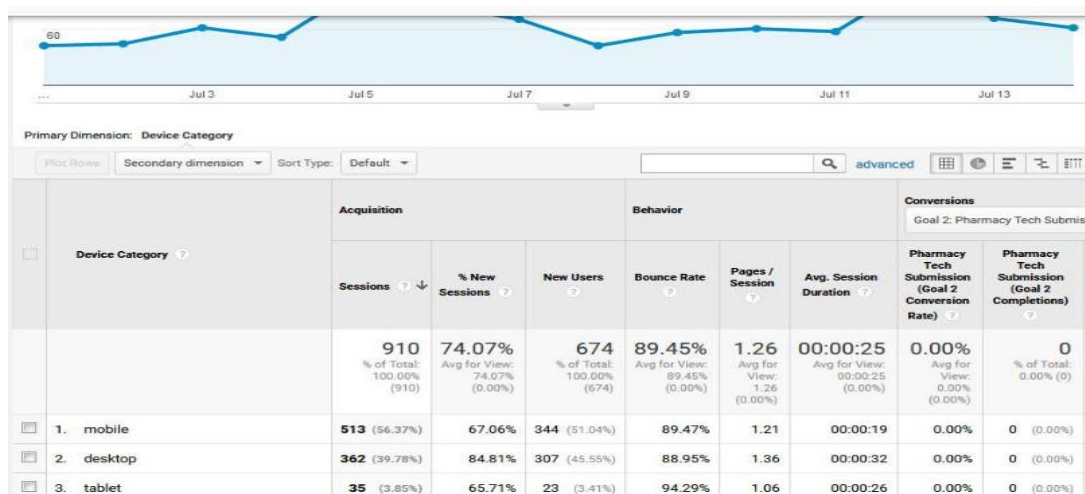 60
...
Jul 3
Jul 5
Jul 7
Jul 9
Jul 11
Jul 13
Primary Dimension: Device Category
Plot Rows Secondary dimension Sort Type: Default advanced
Acquisition Behavior Conversions
Goal 2: Pharmacy Tech Submis
Device Category ?
Sessions ?
% New Sessions ?
New Users ?
Bounce Rate ?
Pages / Session ?
Avg. Session Duration ?
Pharmacy Tech Submission (Goal 2 Conversion Rate) ?
Pharmacy Tech Submission (Goal 2 Completions) ?
910 % of Total: 100.00% (910)
74.07% Avg for View: 74.07% (0.00%)
674 % of Total: 100.00% (674)
89.45% Avg for View: 89.45% (0.00%)
1.26 Avg for View: 1.26 (0.00%)
00:00:25 Avg for View: 00:00:25 (0.00%)
0.00% Avg for View: 0.00% (0.00%)
0 % of Total: 0.00% (0)
1. mobile 513 (56.37%) 67.06% 344 (51.04%) 89.47% 1.21 00:00:19 0.00% 0 (0.00%)
2. desktop 362 (39.78%) 84.81% 307 (45.55%) 88.95% 1.36 00:00:32 0.00% 0 (0.00%)
3. tablet 35 (3.85%) 65.71% 23 (3.41%) 94.29% 1.06 00:00:26 0.00% 0 (0.00%)